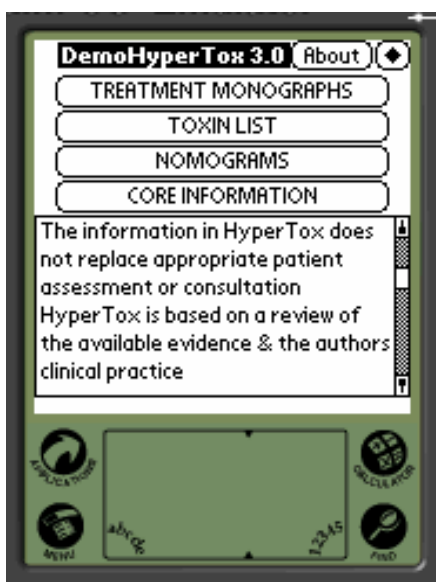 DemoHyperTox 3.0 About
TREATMENT MONOGRAPHS
TOXIN LIST
NOMOGRAMS
CORE INFORMATION
The information in HyperTox does
not replace appropriate patient
assessment or consultation
HyperTox is based on a review of
the available evidence & the authors
clinical practice
APPLICATIONS
CALCULATOR
MENU
abcde
12345
FIND